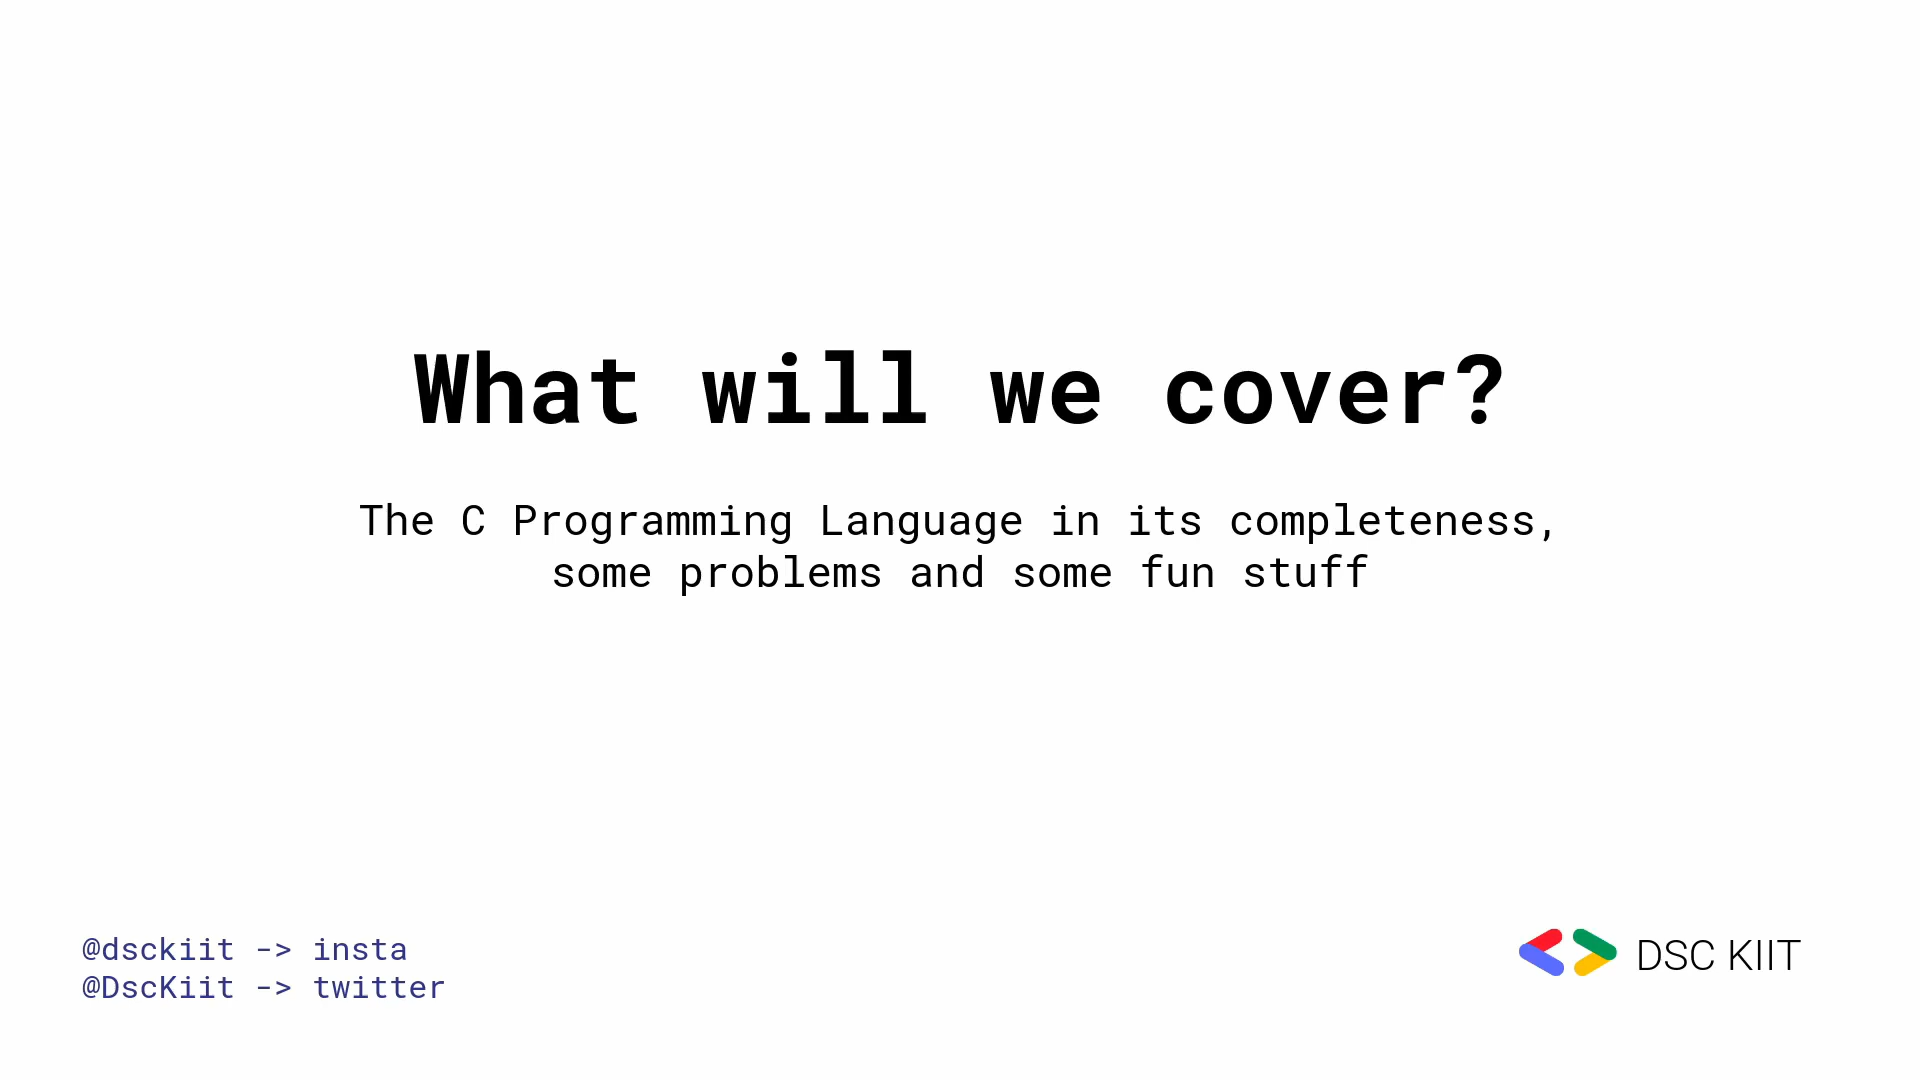 What will we cover?
The C Programming Language in its completeness,
some problems and some fun stuff
@dsckiit -> insta
@DscKiit -> twitter
DSC KIIT